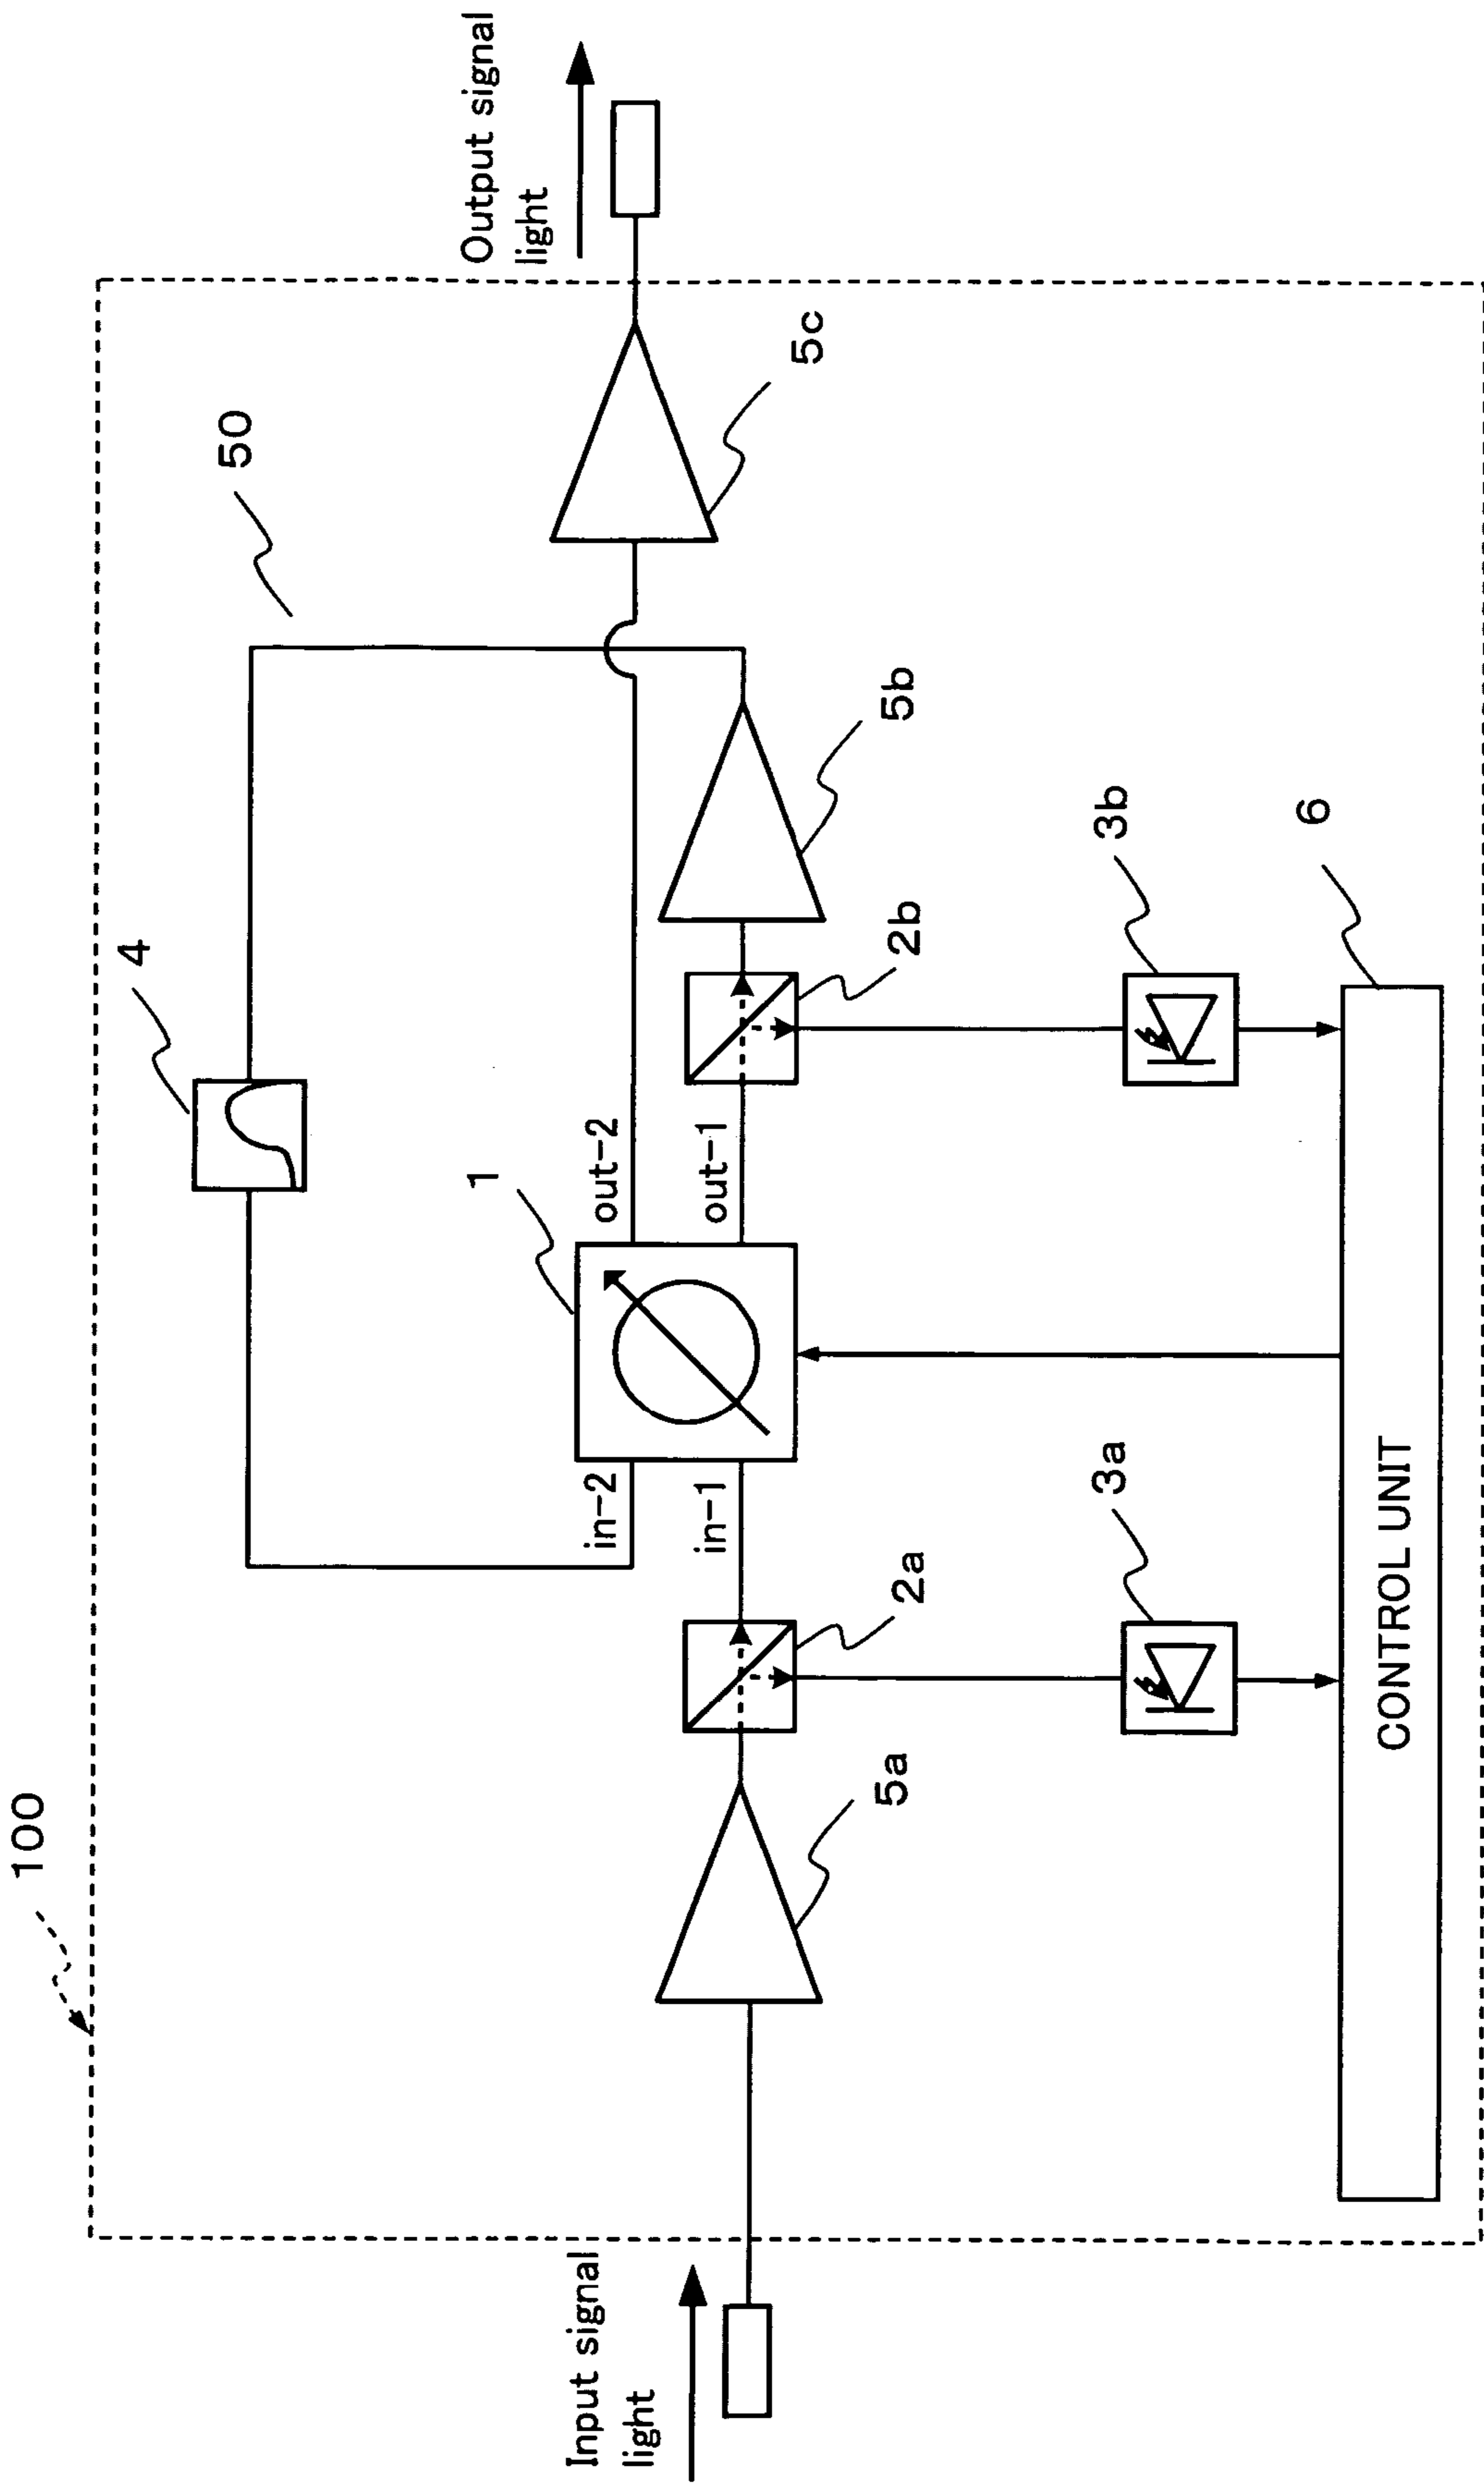 100
50
4
Output signal
light
5c
1
out-2
in-2
5b
out-1
in-1
2b
2a
5a
Input signal
light
3b
3a
6
CONTROL UNIT